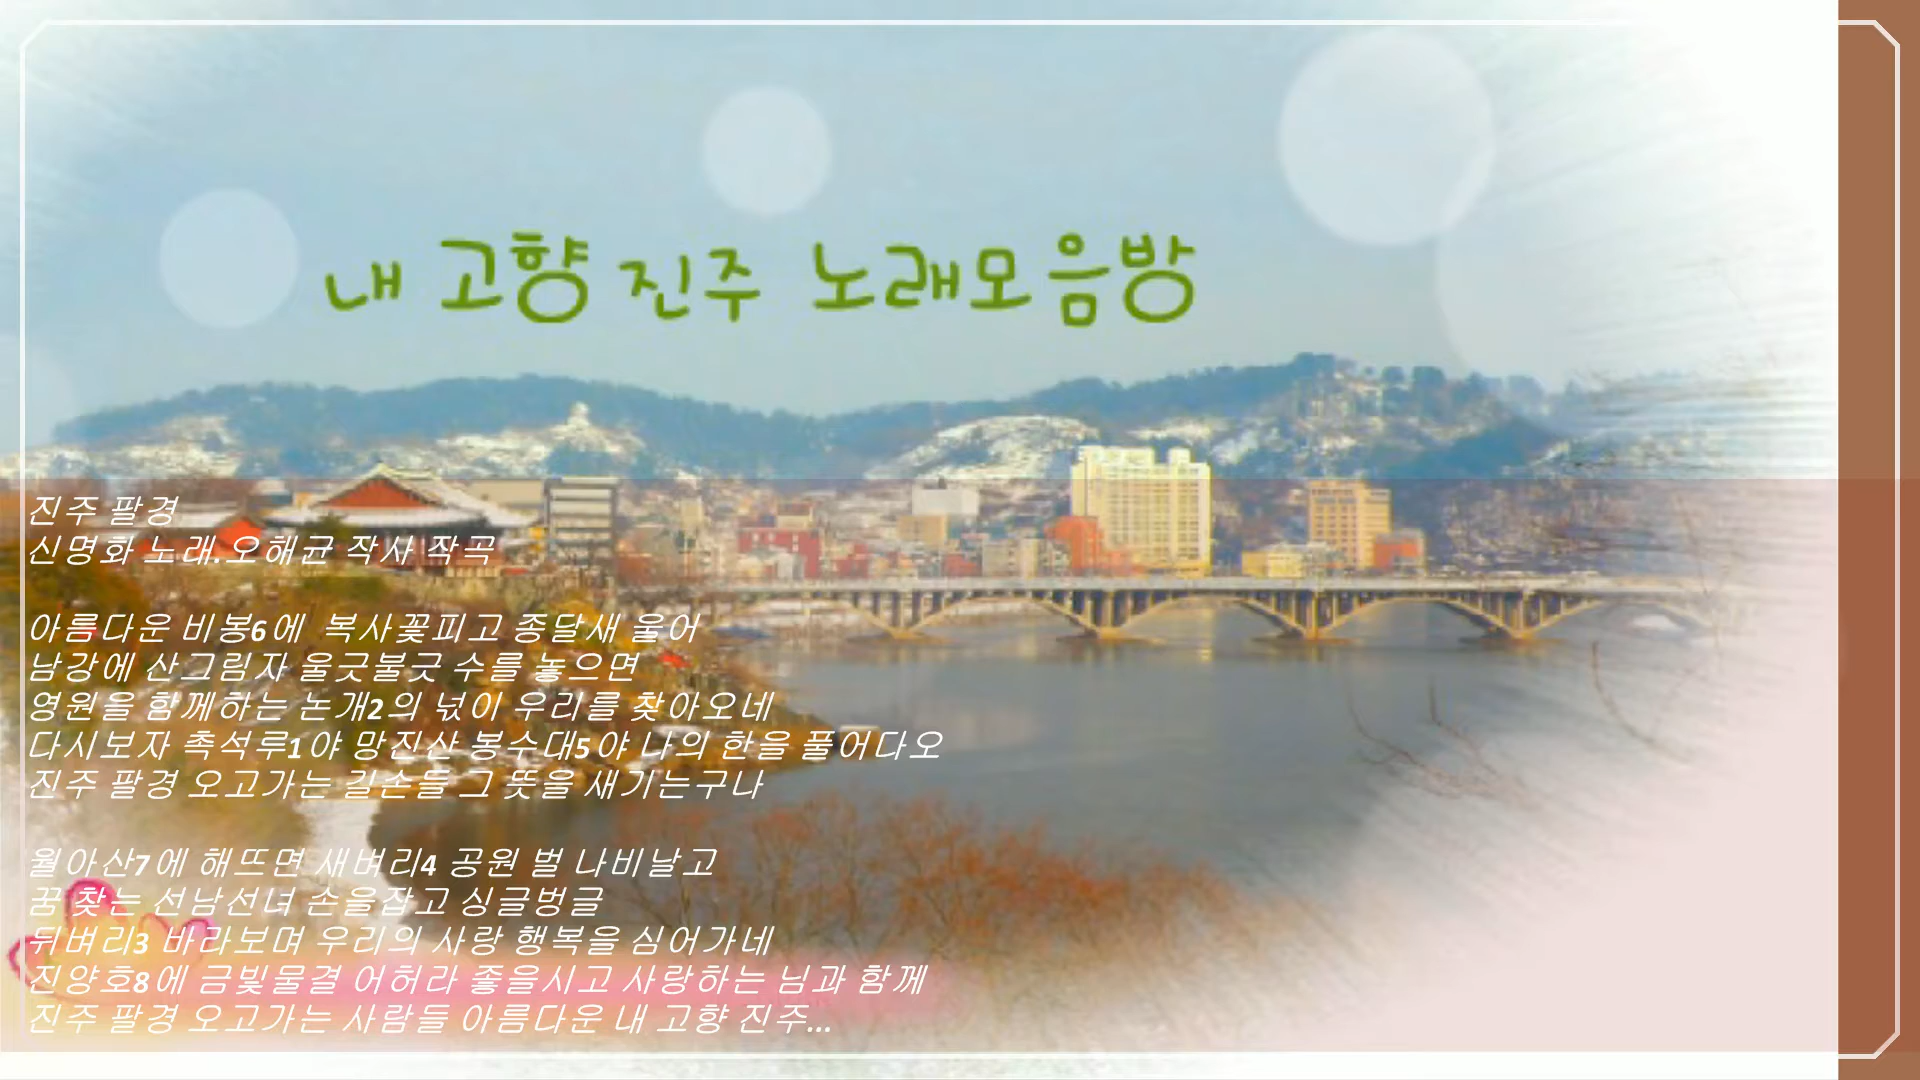 내 고향 진주 노래모음방
진주 팔경
신명화 노래.오해균 작사 작곡
아름다운 비봉6에 복사꽃피고 종달새 울어
남강에 산그림자 울긋불긋 수를 놓으면
영원을 함께하는 논개2의 넋이 우리를 찾아오네
다시보자 촉석루1야 망진산 봉수대5야 나의 한을 풀어다오
진주 팔경 오고가는 길손들 그 뜻을 새기는구나
월아산7에 해뜨면 새벼리4 공원 벌 나비날고
꿈 찾는 선남선녀 손을잡고 싱글벙글
뒤벼리3 바라보며 우리의 사랑 행복을 심어가네
진양호8에 금빛물결 어허라 좋을시고 사랑하는 님과 함께
진주 팔경 오고가는 사람들 아름다운 내 고향 진주...